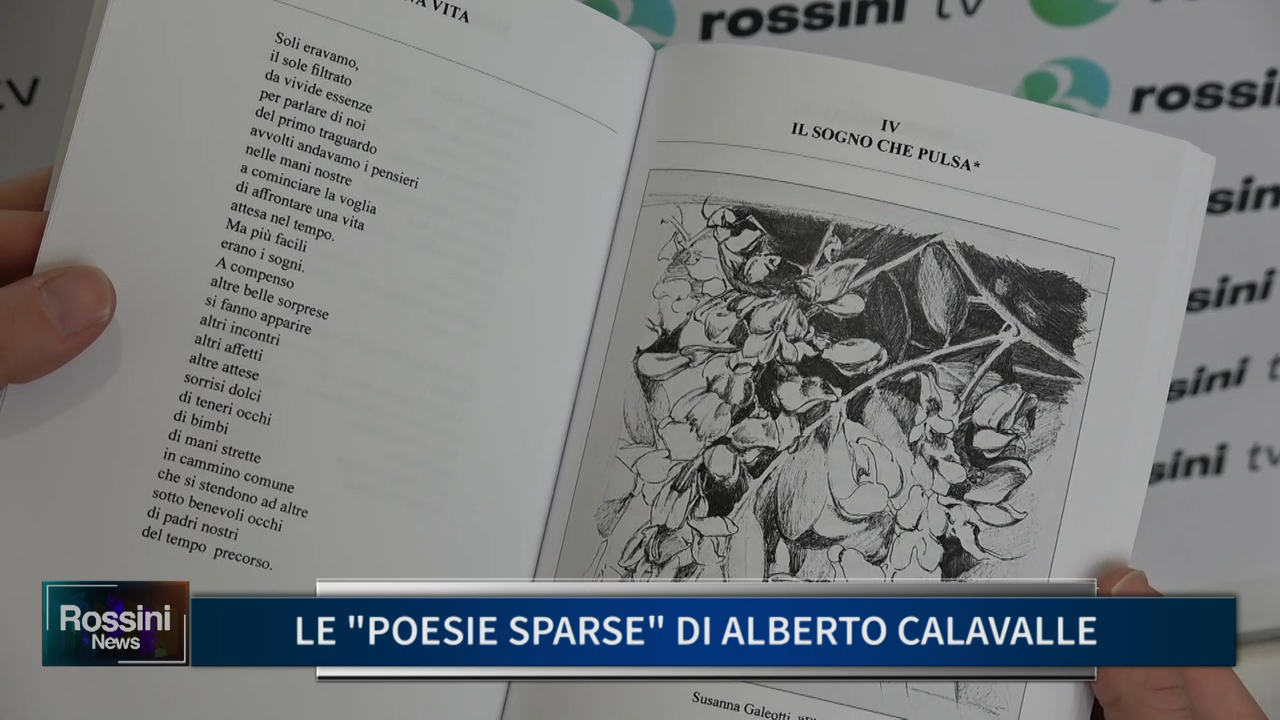 NA VITA
Soli eravamo,
il sole filtrato
da vivide essenze
per parlare di noi
del primo traguardo
avvolti andavamo i pensieri
nelle mani nostre
a cominciare la voglia
di affrontare una vita
attesa nel tempo.
Ma più facili
erano i sogni.
A compenso
altre belle sorprese
si fanno apparire
altri incontri
altri affetti
altre attese
sorrisi dolci
di teneri occhi
di bimbi
di mani strette
in cammino comune
che si stendono ad altre
sotto benevoli occhi
di padri nostri
del tempo precorso.
IV
IL SOGNO CHE PULSA*
Susanna Galeotti,
rossini tv
tv
rossini
ssini
ssini
ssini tv
Rossini
News
LE "POESIE SPARSE" DI ALBERTO CALAVALLE